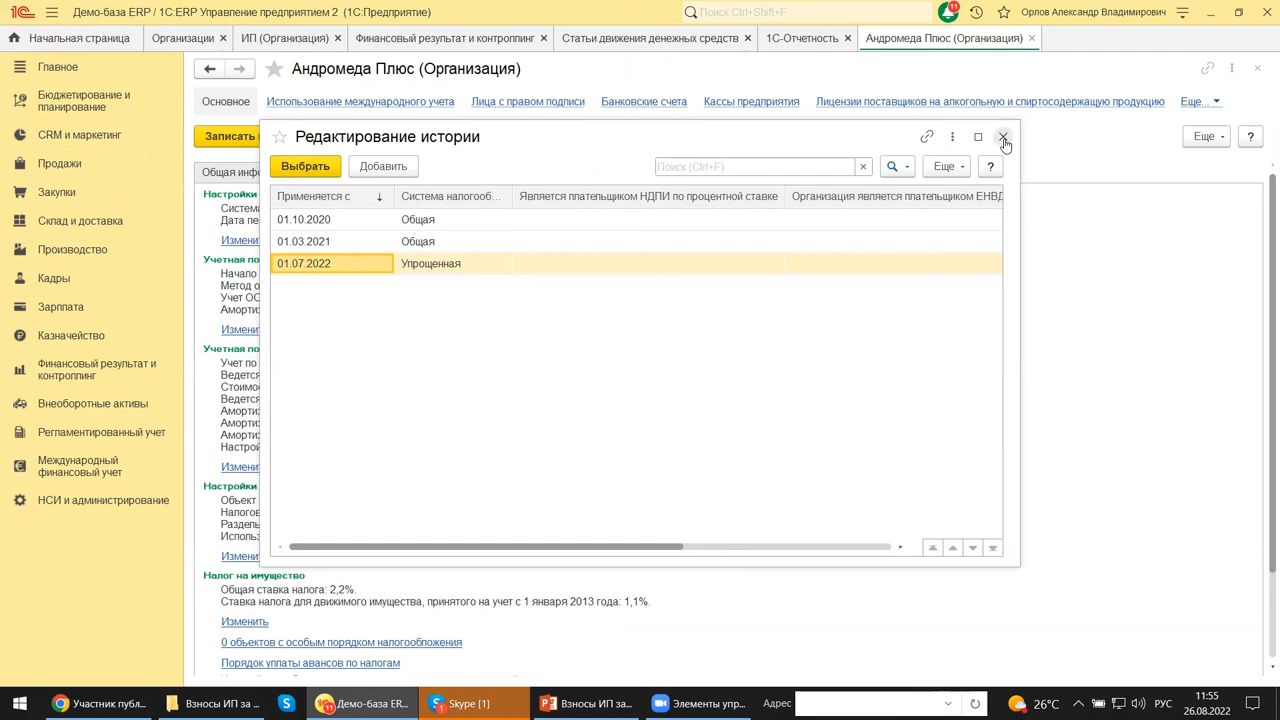 Демо-база ERP / 1С:ERP Управление предприятием 2 (1С:Предприятие)
Поиск Ctrl+Shift+F
11
Орлов Александр Владимирович
Начальная страница
Организации
ИП (Организация)
Финансовый результат и контроллинг
Статьи движения денежных средств
1С-Отчетность
Андромеда Плюс (Организация)
Главное
Бюджетирование и
планирование
CRM и маркетинг
Продажи
Закупки
Склад и доставка
Производство
Кадры
Зарплата
Казначейство
Финансовый результат и
контроллинг
Внеоборотные активы
Регламентированный учет
Международный
финансовый учет
НСИ и администрирование
Андромеда Плюс (Организация)
Основное
Использование международного учета
Лица с правом подписи
Банковские счета
Кассы предприятия
Лицензии поставщиков на алкогольную и спиртосодержащую продукцию
Еще...
Записать
Еще
?
Общая инф
Настройки
Систем
Дата пе
Измени
Учетная по
Начало
Метод о
Учет ОС
Аморти
Измени
Учетная по
Учет по
Ведется
Стоимос
Ведется
Аморти
Аморти
Аморти
Настрой
Измени
Настройки
Объект
Налогов
Раздель
Использ
Измени
Редактирование истории
Выбрать
Добавить
Поиск (Ctrl+F)
Еще
?
Применяется с
Система налогооб...
Является плательщиком НДПИ по процентной ставке
Организация является плательщиком ЕНВД
01.10.2020
Общая
01.03.2021
Общая
01.07.2022
Упрощенная
Налог на имущество
Общая ставка налога: 2,2%.
Ставка налога для движимого имущества, принятого на учет с 1 января 2013 года: 1,1%.
Изменить
0 объектов с особым порядком налогообложения
Порядок уплаты авансов по налогам
Участник публ...
Взносы ИП за ...
11
Демо-база ER...
Skype [1]
Взносы ИП за...
Элементы упр...
Адрес
26°C
РУС
11:55
26.08.2022